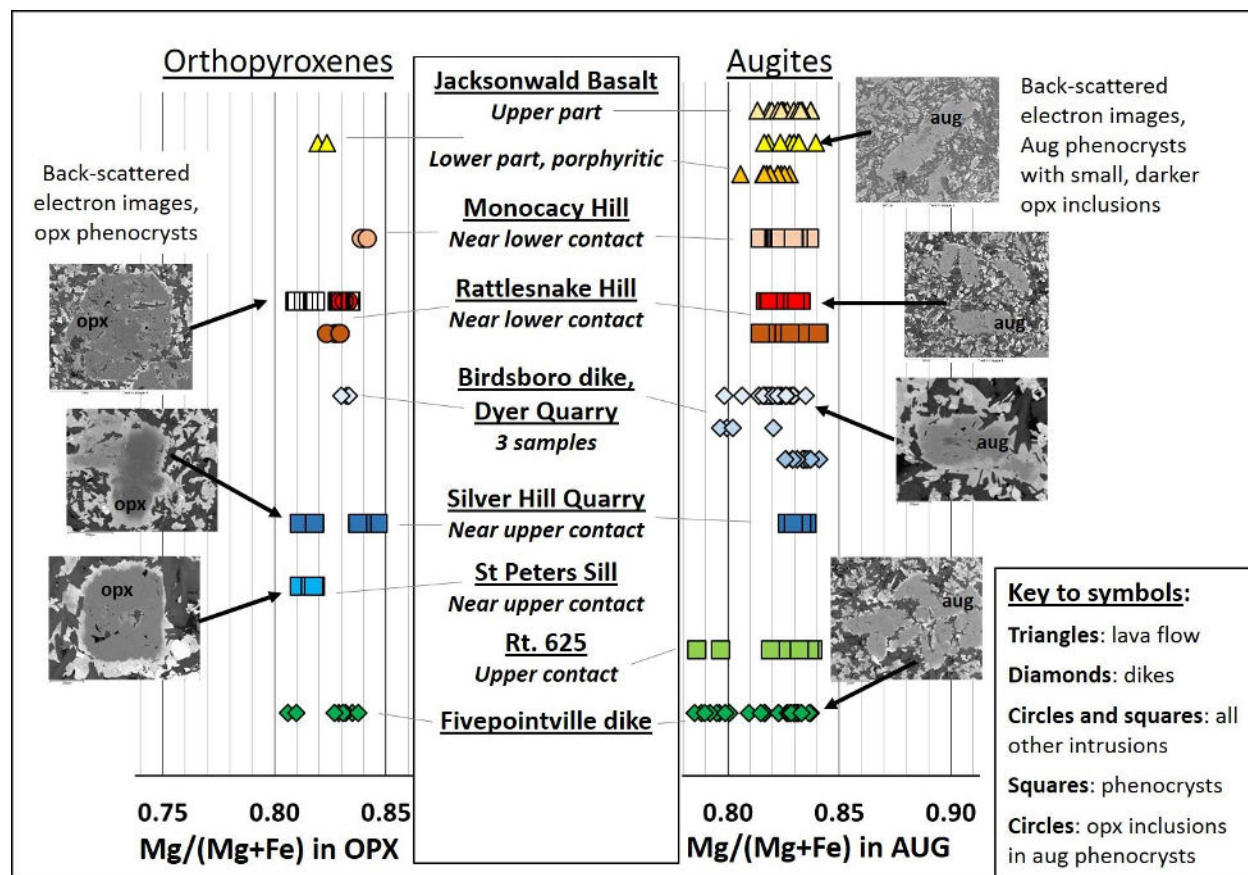 Orthopyroxenes
Augites
Jacksonwald Basalt
Upper part
Lower part, porphyritic
Monocacy Hill
Near lower contact
Rattlesnake Hill
Near lower contact
Birdsboro dike,
Dyer Quarry
3 samples
Silver Hill Quarry
Near upper contact
St Peters Sill
Near upper contact
Rt. 625
Upper contact
Fivepointville dike
Back-scattered
electron images,
opx phenocrysts
opx
opx
opx
aug
aug
aug
aug
Back-scattered
electron images,
Aug phenocrysts
with small, darker
opx inclusions
0.75 0.80 0.85
Mg/(Mg+Fe) in OPX
0.80 0.85 0.90
Mg/(Mg+Fe) in AUG
Key to symbols:
Triangles: lava flow
Diamonds: dikes
Circles and squares: all
other intrusions
Squares: phenocrysts
Circles: opx inclusions
in aug phenocrysts